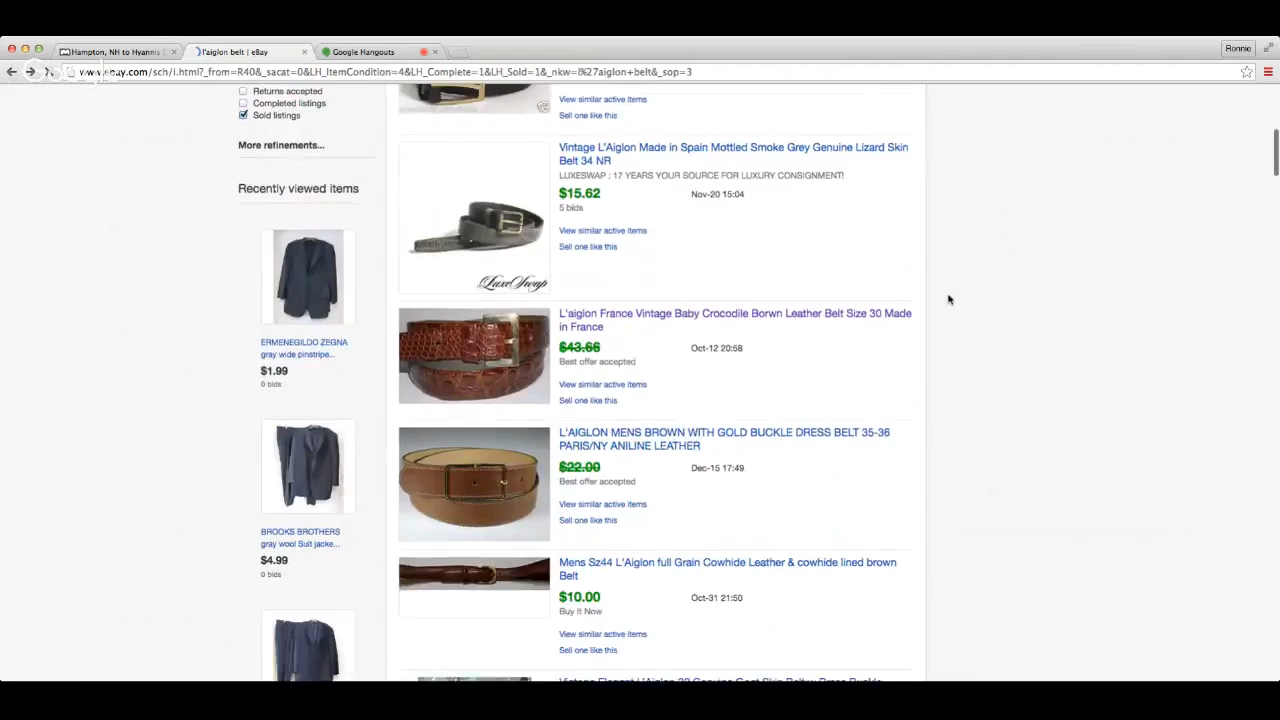 Hampton, NH to Hyannis
l'aiglon belt | eBay
Google Hangouts
Ronnie
www.ebay.com/sch/i.html?_from=R40&_sacat=0&LH_ItemCondition=4&LH_Complete=1&LH_Sold=1&_nkw=l%27aiglon+belt&_sop=3
Returns accepted
Completed listings
Sold listings
More refinements...
Recently viewed items
ERMENEGILDO ZEGNA
gray wide pinstripe...
$1.99
0 bids
BROOKS BROTHERS
gray wool Suit jacke...
$4.99
0 bids
View similar active items
Sell one like this
Vintage L'Aiglon Made in Spain Mottled Smoke Grey Genuine Lizard Skin
Belt 34 NR
LUXESWAP : 17 YEARS YOUR SOURCE FOR LUXURY CONSIGNMENT!
$15.62 Nov-20 15:04
5 bids
View similar active items
Sell one like this
LuxeSwap
L'aiglon France Vintage Baby Crocodile Borwn Leather Belt Size 30 Made
in France
$43.66 Oct-12 20:58
Best offer accepted
View similar active items
Sell one like this
L'AIGLON MENS BROWN WITH GOLD BUCKLE DRESS BELT 35-36
PARIS/NY ANILINE LEATHER
$22.00 Dec-15 17:49
Best offer accepted
View similar active items
Sell one like this
Mens Sz44 L'Aiglon full Grain Cowhide Leather & cowhide lined brown
Belt
$10.00 Oct-31 21:50
Buy It Now
View similar active items
Sell one like this